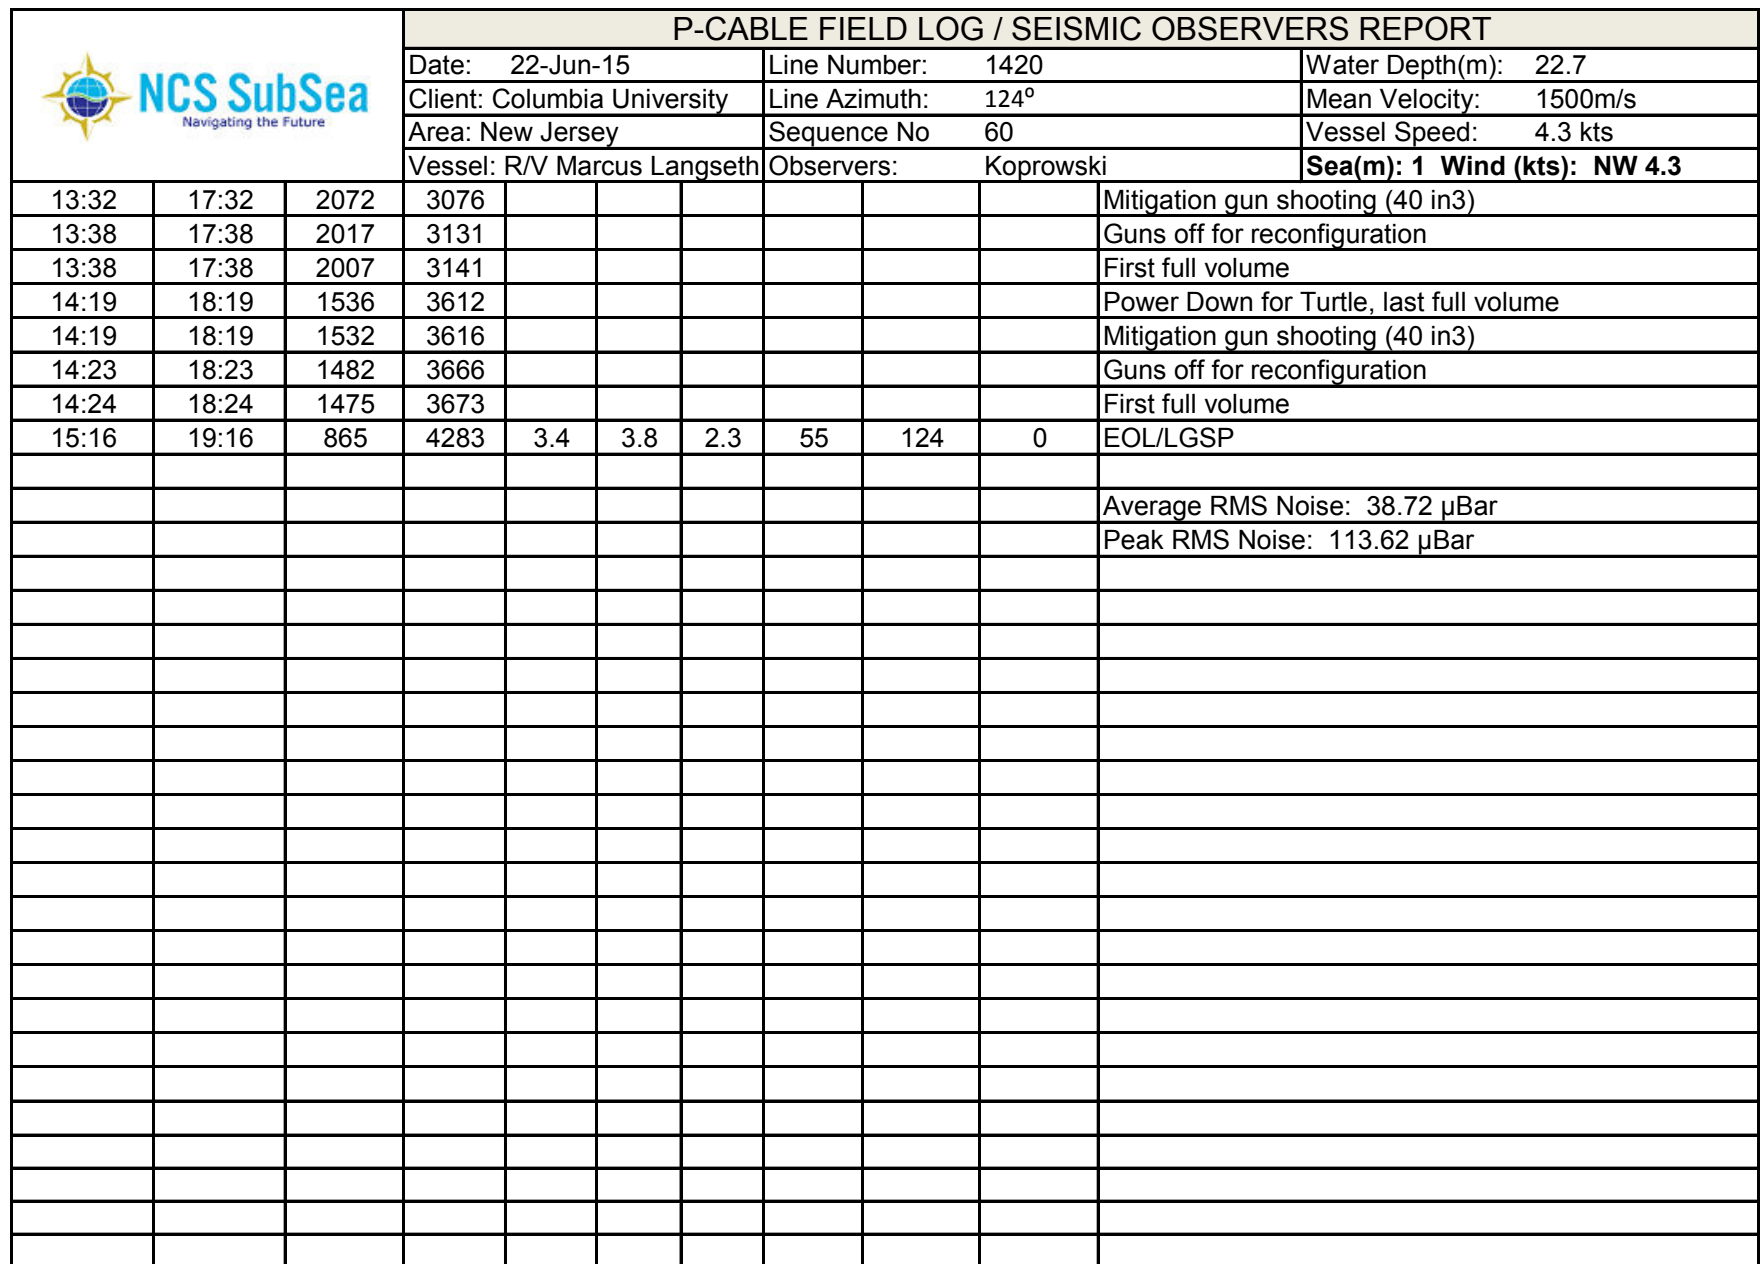 P-CABLE FIELD LOG / SEISMIC OBSERVERS REPORT
NCS SubSea
Navigating the Future
Date: 22-Jun-15 Line Number: 1420 Water Depth(m): 22.7
Client: Columbia University Line Azimuth: 124º Mean Velocity: 1500m/s
Area: New Jersey Sequence No 60 Vessel Speed: 4.3 kts
Vessel: R/V Marcus Langseth Observers: Koprowski Sea(m): 1 Wind (kts): NW 4.3
13:32 17:32 2072 3076 Mitigation gun shooting (40 in3)
13:38 17:38 2017 3131 Guns off for reconfiguration
13:38 17:38 2007 3141 First full volume
14:19 18:19 1536 3612 Power Down for Turtle, last full volume
14:19 18:19 1532 3616 Mitigation gun shooting (40 in3)
14:23 18:23 1482 3666 Guns off for reconfiguration
14:24 18:24 1475 3673 First full volume
15:16 19:16 865 4283 3.4 3.8 2.3 55 124 0 EOL/LGSP
Average RMS Noise: 38.72 µBar
Peak RMS Noise: 113.62 µBar